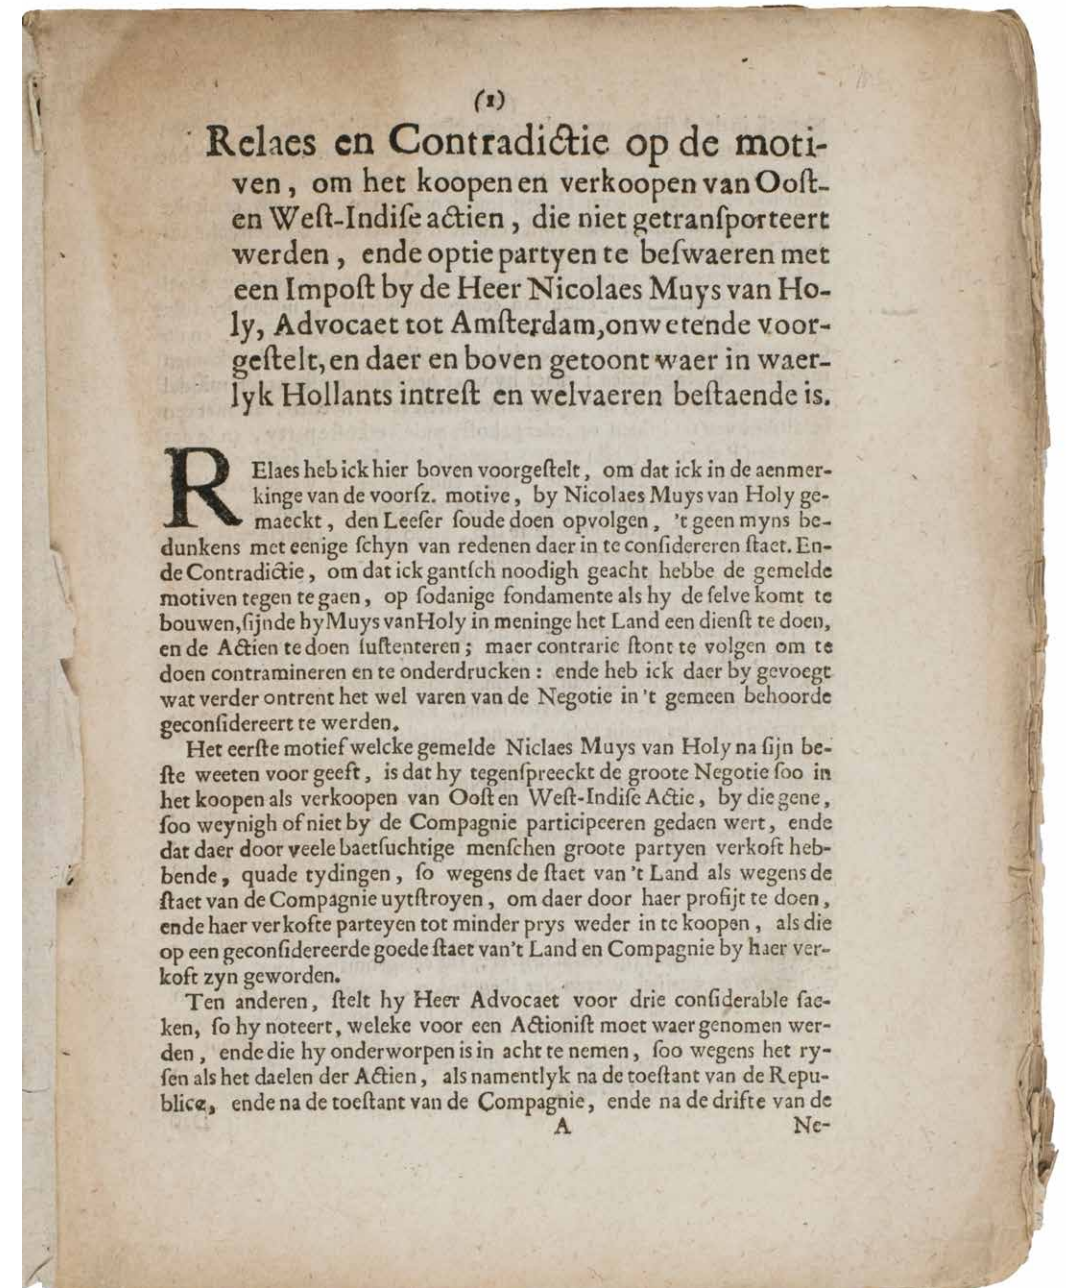 (1)
Relaes en Contradictie op de moti-
ven, om het koopen en verkoopen van Ooſt-
en Weſt-Indiſe actien, die niet getranſporteert
werden, ende optie partyen te beſwaeren met
een Impoſt by de Heer Nicolaes Muys van Ho-
ly, Advocaet tot Amſterdam, onwetende voor-
geſtelt, en daer en boven getoont waer in waer-
lyk Hollants intreſt en welvaeren beſtaende is.
RElaes heb ick hier boven voorgeſtelt, om dat ick in de aenmer-
kinge van de voorſz. motive, by Nicolaes Muys van Holy ge-
maeckt, den Leeſer ſoude doen opvolgen, 't geen myns be-
dunkens met eenige ſchyn van redenen daer in te conſidereren ſtaet. En-
de Contradictie, om dat ick gantſch noodigh geacht hebbe de gemelde
motiven tegen te gaen, op ſodanige fondamente als hy de ſelve komt te
bouwen, ſijnde by Muys van Holy in meninge het Land een dienſt te doen,
en de Actien te doen ſuſtenteren; maer contrarie ſtont te volgen om te
doen contramineren en te onderdrucken: ende heb ick daer by gevoegt
wat verder ontrent het wel varen van de Negotie in 't gemeen behoorde
geconſidereert te werden.
Het eerſte motief welcke gemelde Niclaes Muys van Holy na ſijn be-
ſte weeten voor geeft, is dat hy tegenſpreeckt de groote Negotie ſoo in
het koopen als verkoopen van Ooſt en Weſt-Indiſe Actie, by die gene,
ſoo weynigh of niet by de Compagnie participeeren gedaen wert, ende
dat daer door veele baetſuchtige menſchen groote partyen verkoft heb-
bende, quade tydingen, ſo wegens de ſtaet van 't Land als wegens de
ſtaet van de Compagnie uytſtroyen, om daer door haer profijt te doen,
ende haer verkofte parteyen tot minder prys weder in te koopen, als die
op een geconſidereerde goede ſtaet van 't Land en Compagnie by haer ver-
koft zyn geworden.
Ten anderen, ſtelt hy Heer Advocaet voor drie conſiderable ſae-
ken, ſo hy noteert, weleke voor een Actioniſt moet waer genomen wer-
den, ende die hy onderworpen is in acht te nemen, ſoo wegens het ry-
ſen als het daelen der Actien, als namentlyk na de toeſtant van de Repu-
blice, ende na de toeſtant van de Compagnie, ende na de drifte van de
A Ne-